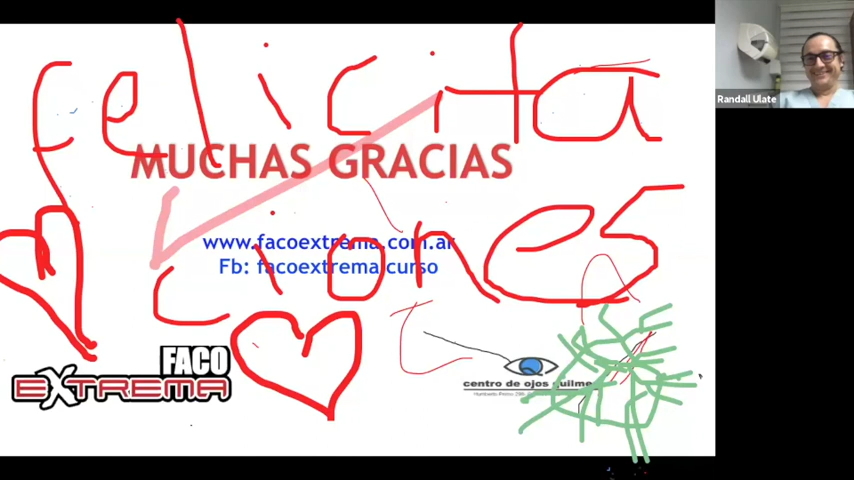 Felicita
Randall Ulate
MUCHAS GRACIAS
www.facoextrema.com.ar
Fb: facoextrema.curso
ciones
FACO
EXTREMA
centro de ojos quilmes